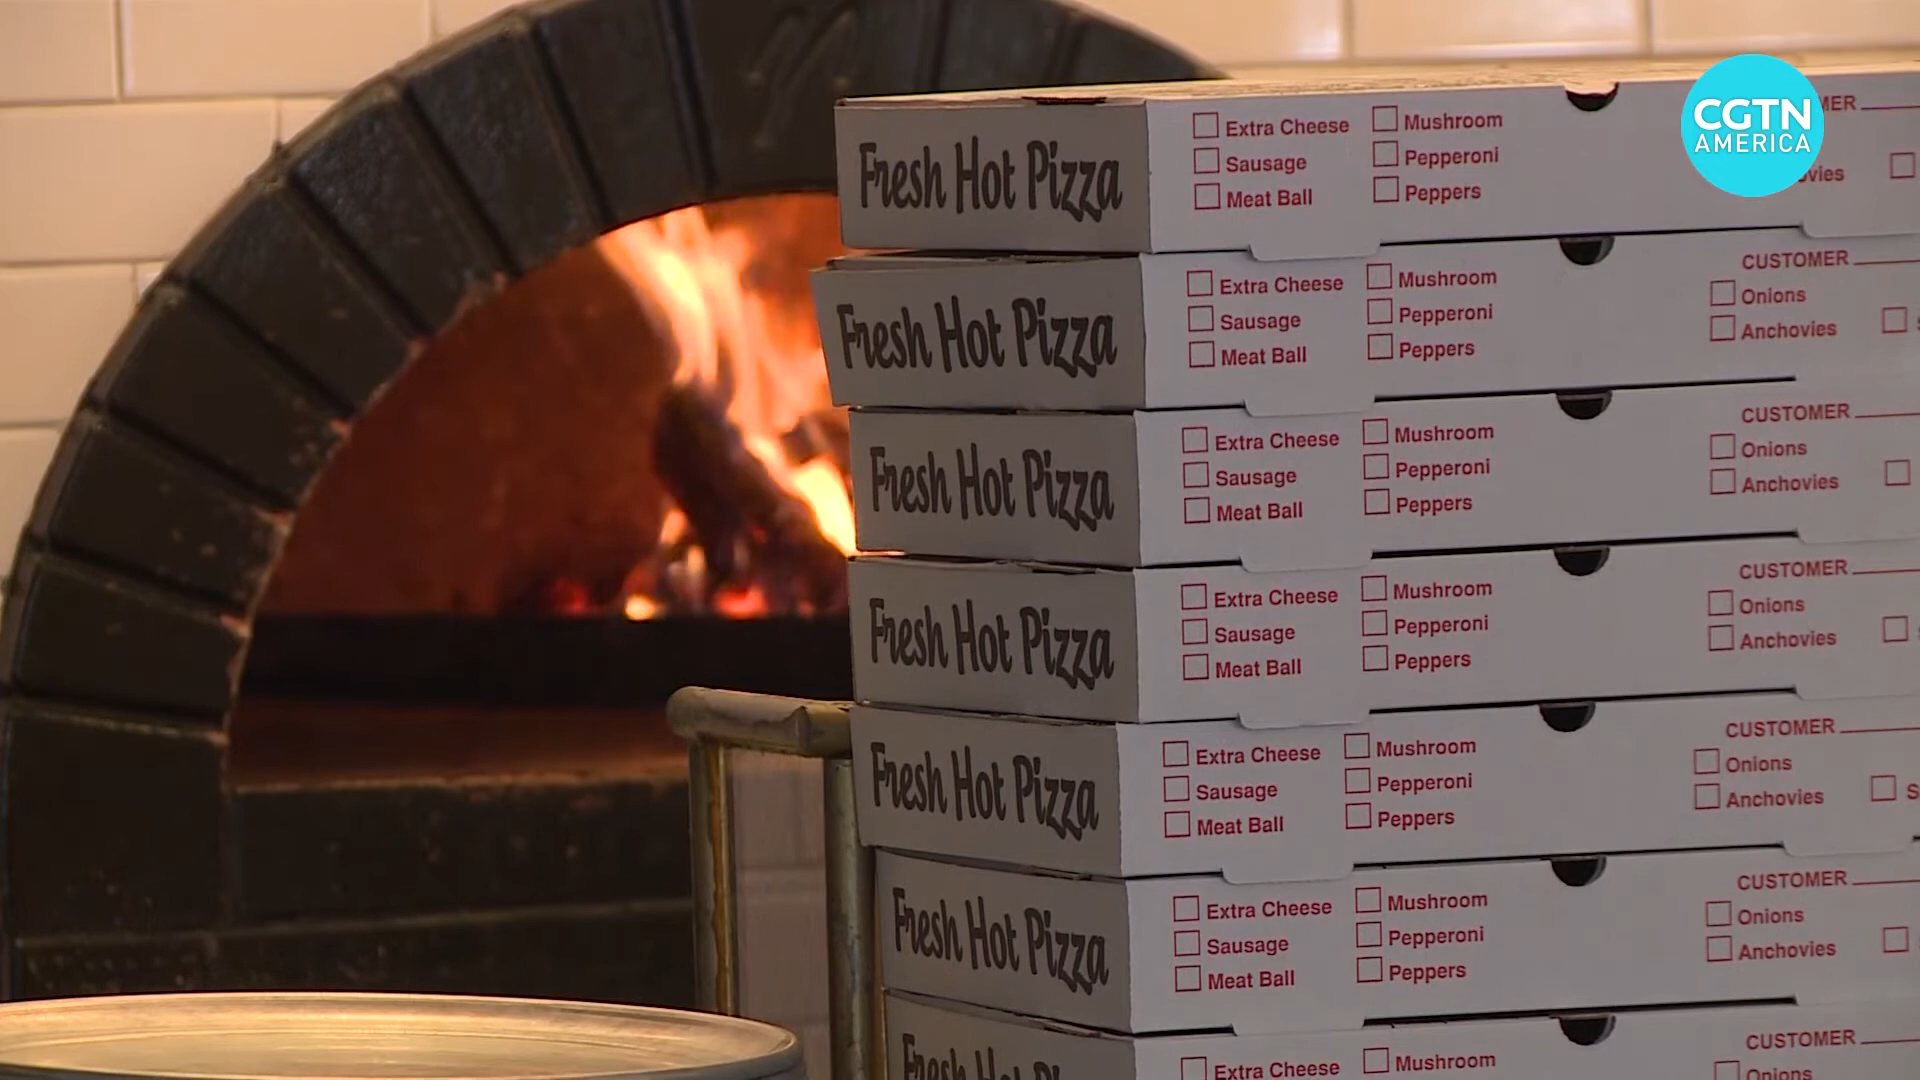 CGTN
AMERICA
Fresh Hot Pizza
Extra Cheese
Mushroom
Sausage
Pepperoni
Meat Ball
Peppers
Fresh Hot Pizza
Extra Cheese
Mushroom
CUSTOMER
Sausage
Pepperoni
Onions
Meat Ball
Peppers
Anchovies
Fresh Hot Pizza
Extra Cheese
Mushroom
CUSTOMER
Sausage
Pepperoni
Onions
Meat Ball
Peppers
Anchovies
Fresh Hot Pizza
Extra Cheese
Mushroom
CUSTOMER
Sausage
Pepperoni
Onions
Meat Ball
Peppers
Anchovies
Fresh Hot Pizza
Extra Cheese
Mushroom
CUSTOMER
Sausage
Pepperoni
Onions
Meat Ball
Peppers
Anchovies
Fresh Hot Pizza
Extra Cheese
Mushroom
CUSTOMER
Sausage
Pepperoni
Onions
Meat Ball
Peppers
Anchovies
Fresh Hot
Extra Cheese
Mushroom
CUSTOMER
Onions